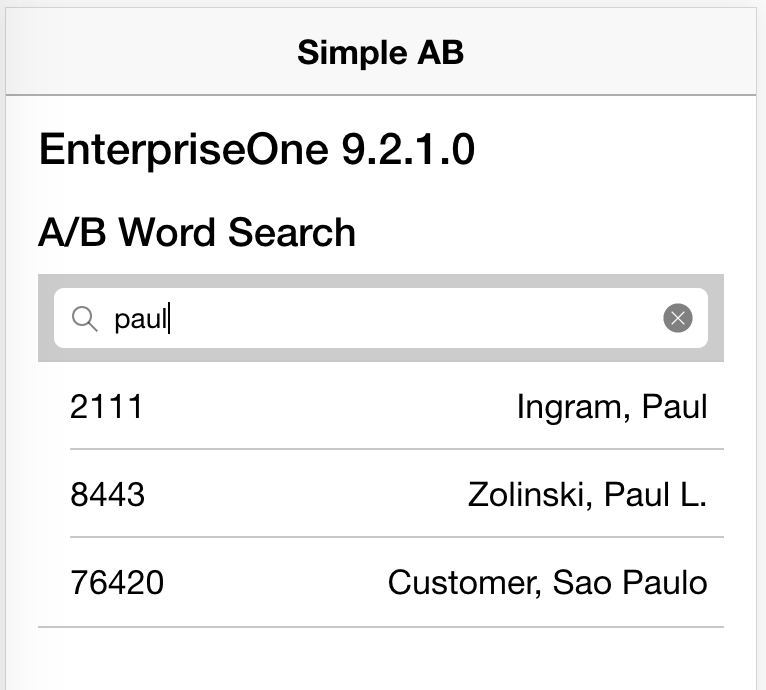 Simple AB
EnterpriseOne 9.2.1.0
A/B Word Search
paul
2111 Ingram, Paul
8443 Zolinski, Paul L.
76420 Customer, Sao Paulo